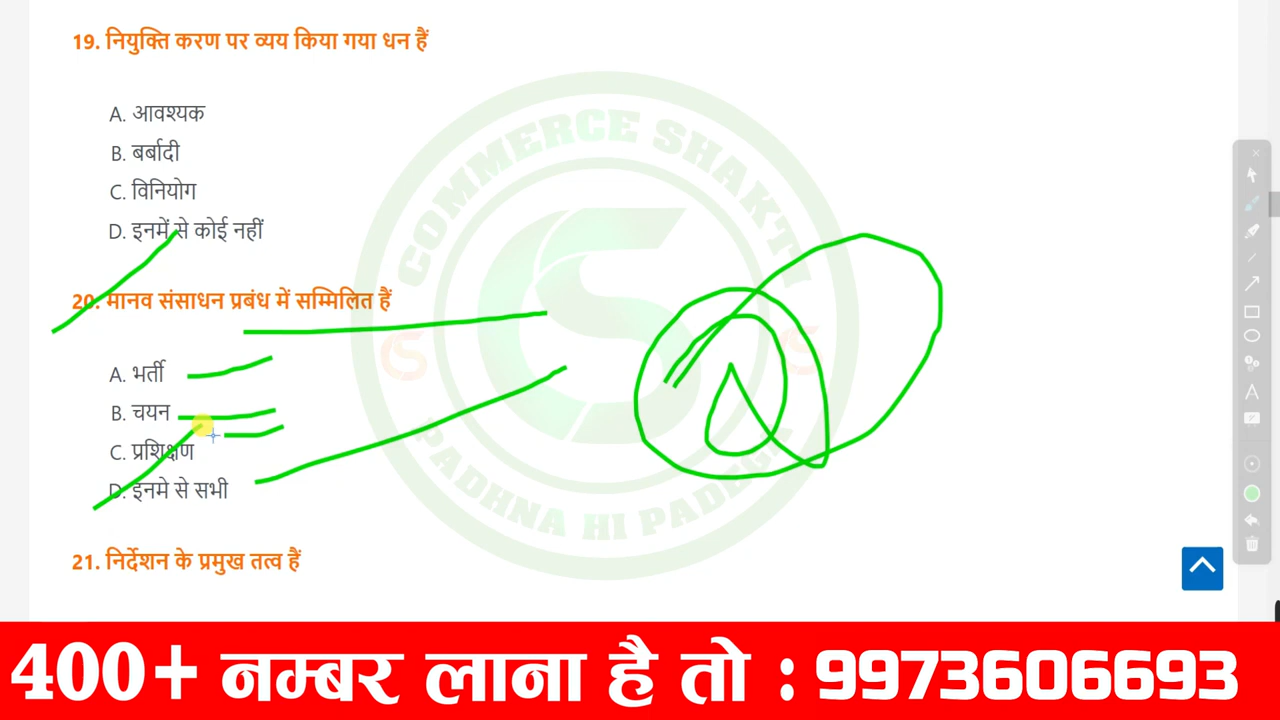 19. नियुक्ति करण पर व्यय किया गया धन हैं
A. आवश्यक
B. बर्बादी
C. विनियोग
D. इनमें से कोई नहीं
20. मानव संसाधन प्रबंध में सम्मिलित हैं
A. भर्ती
B. चयन
C. प्रशिक्षण
D. इनमे से सभी
21. निर्देशन के प्रमुख तत्व हैं
COMMERCE SHAKTI
PADHNA HI PADEGA
400+ नम्बर लाना है तो : 9973606693